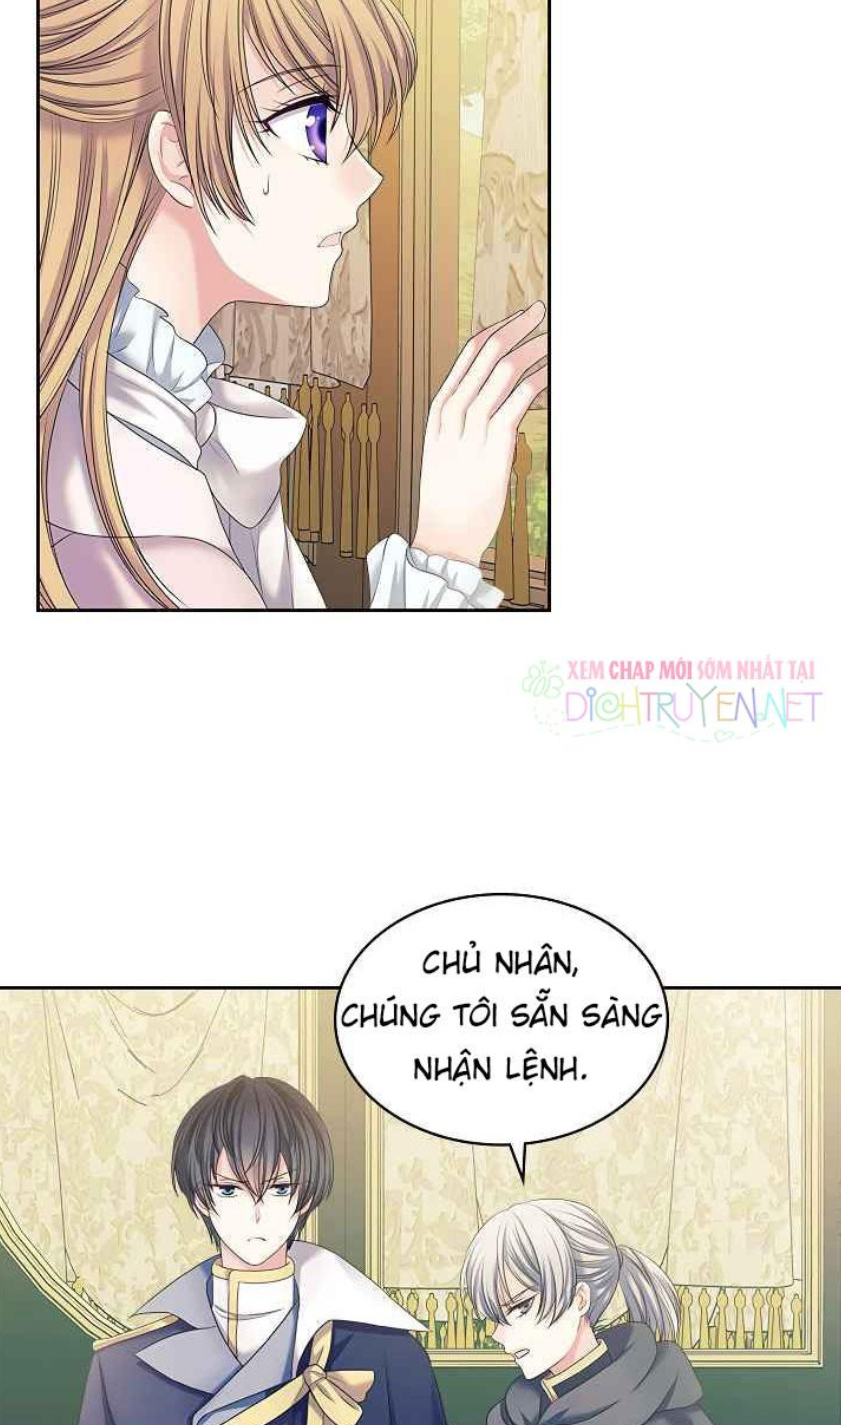 XEM CHAP MỚI SỚM NHẤT TẠI
DICHTRUYEN.NET
CHỦ NHÂN,
CHÚNG TÔI SẴN SÀNG
NHẬN LỆNH.